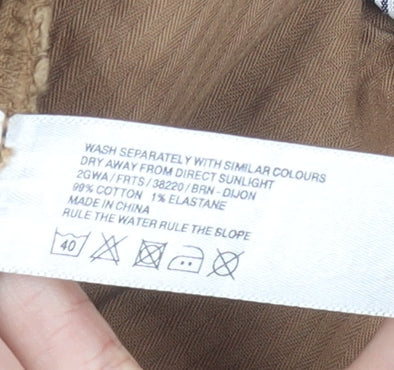 WASH SEPARATELY WITH SIMILAR COLOURS
DRY AWAY FROM DIRECT SUNLIGHT
2GWA / FRTS / 38220 / BRN - DIJON
99% COTTON 1% ELASTANE
MADE IN CHINA
RULE THE WATER RULE THE SLOPE
40